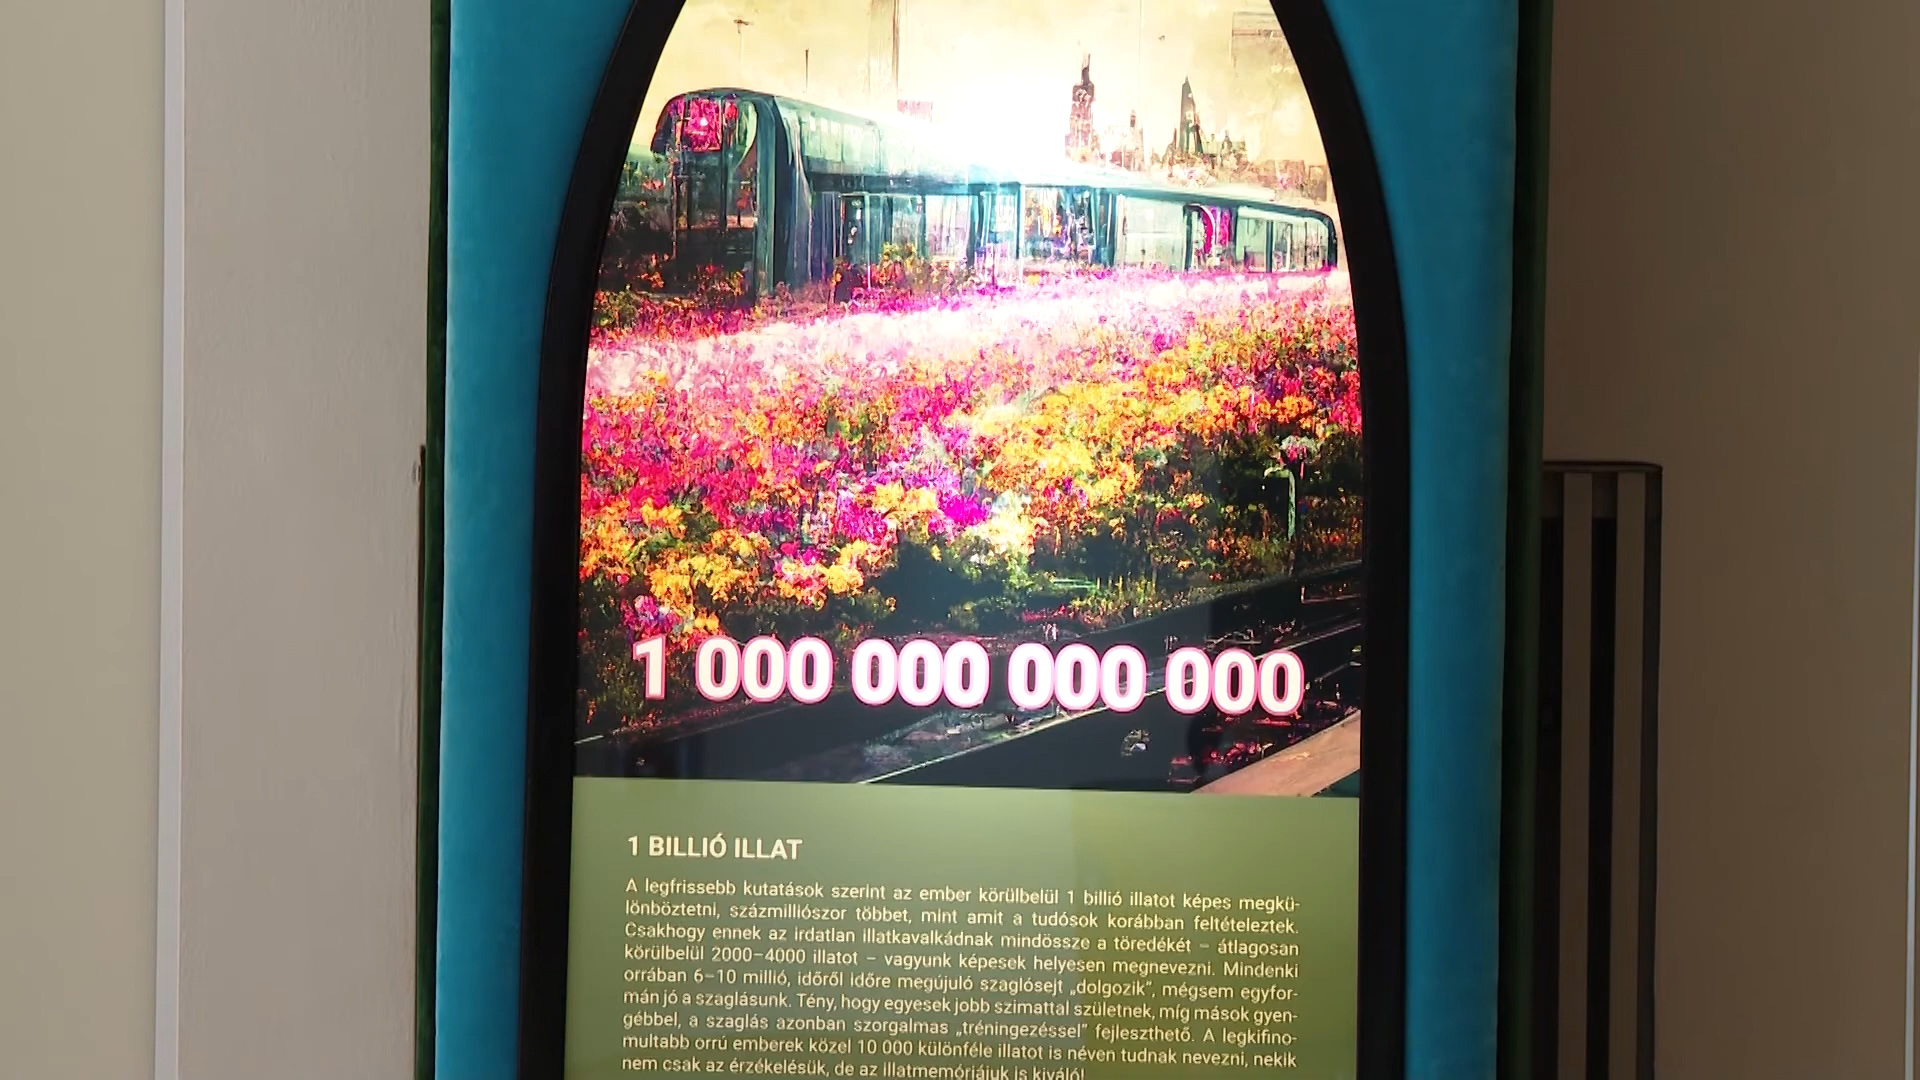 1 000 000 000 000
1 BILLIÓ ILLAT
A legfrissebb kutatások szerint az ember körülbelül 1 billió illatot képes megkü-
lönböztetni, százmilliószor többet, mint amit a tudósok korábban feltételeztek.
Csakhogy ennek az irdatlan illatkavalkádnak mindössze a töredékét – átlagosan
körülbelül 2000–4000 illatot – vagyunk képesek helyesen megnevezni. Mindenki
orrában 6–10 millió, időről időre megújuló szaglósejt „dolgozik”, mégsem egyfor-
mán jó a szaglásunk. Tény, hogy egyesek jobb szimattal születnek, míg mások gyen-
gébbel, a szaglás azonban szorgalmas „tréningezéssel” fejleszthető. A legkifino-
multabb orrú emberek közel 10 000 különféle illatot is néven tudnak nevezni, nekik
nem csak az érzékelésük, de az illatmemóriájuk is kiváló!